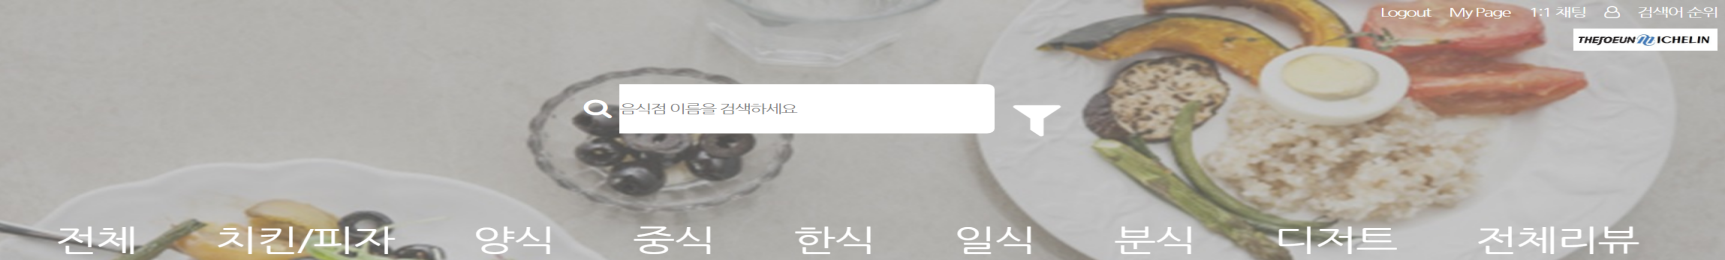 Logout My Page 1:1 채팅 검색어 순위
THEJOEUN ICHELIN
음식점 이름을 검색하세요
전체 치킨/피자 양식 중식 한식 일식 분식 디저트 전체리뷰